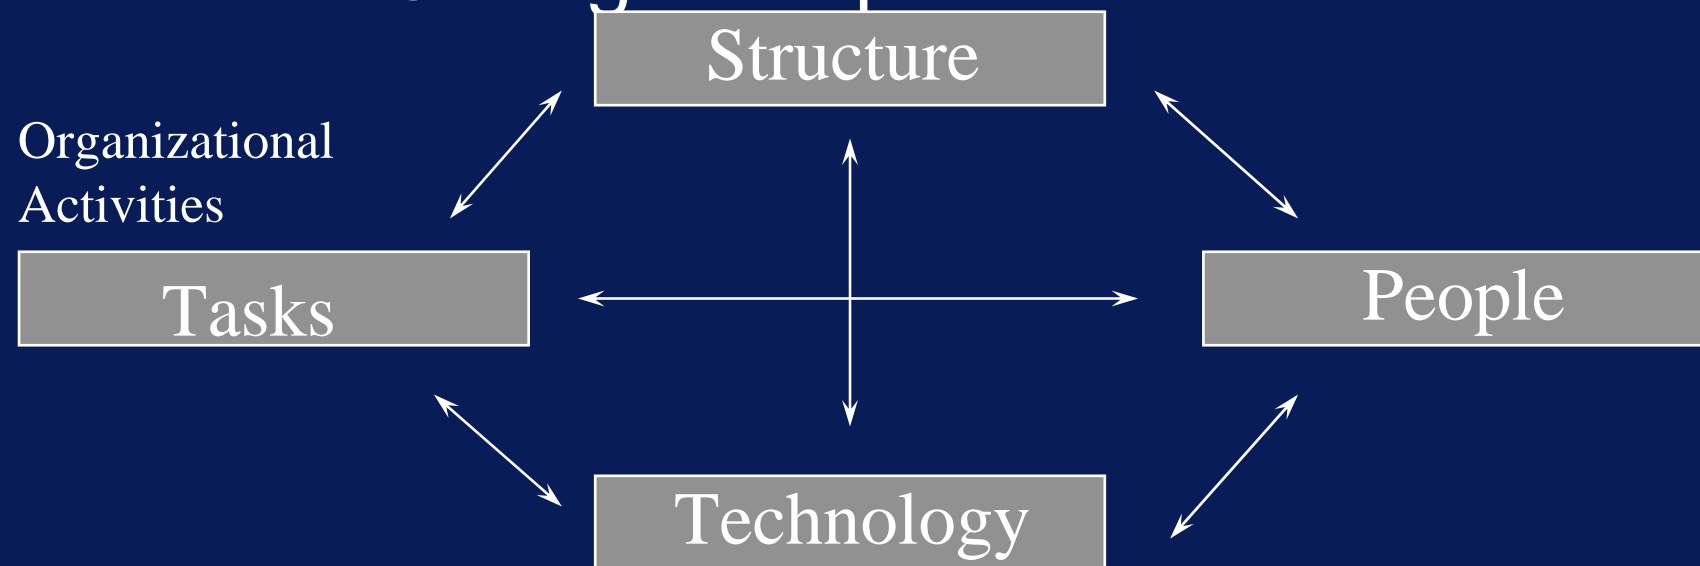 Structure
Organizational
Activities
Tasks
People
Technology